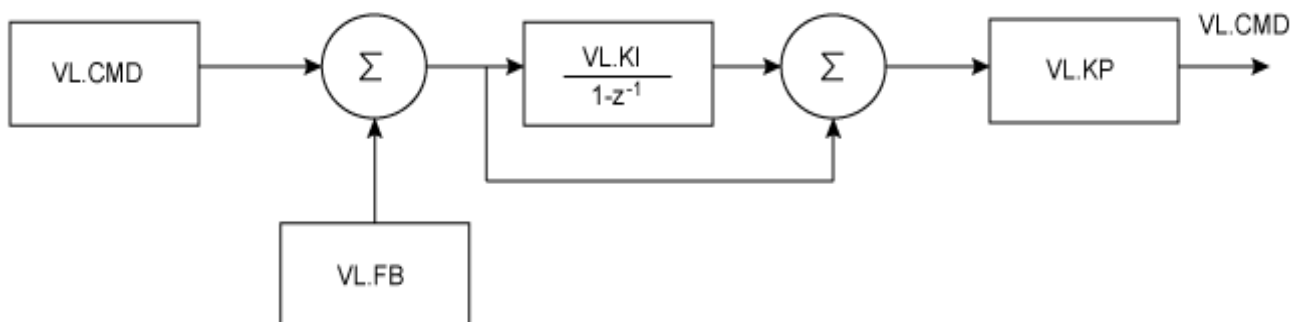 VL.CMD
VL.CMD
Σ
VL.KI
1-z⁻¹
Σ
VL.KP
VL.FB